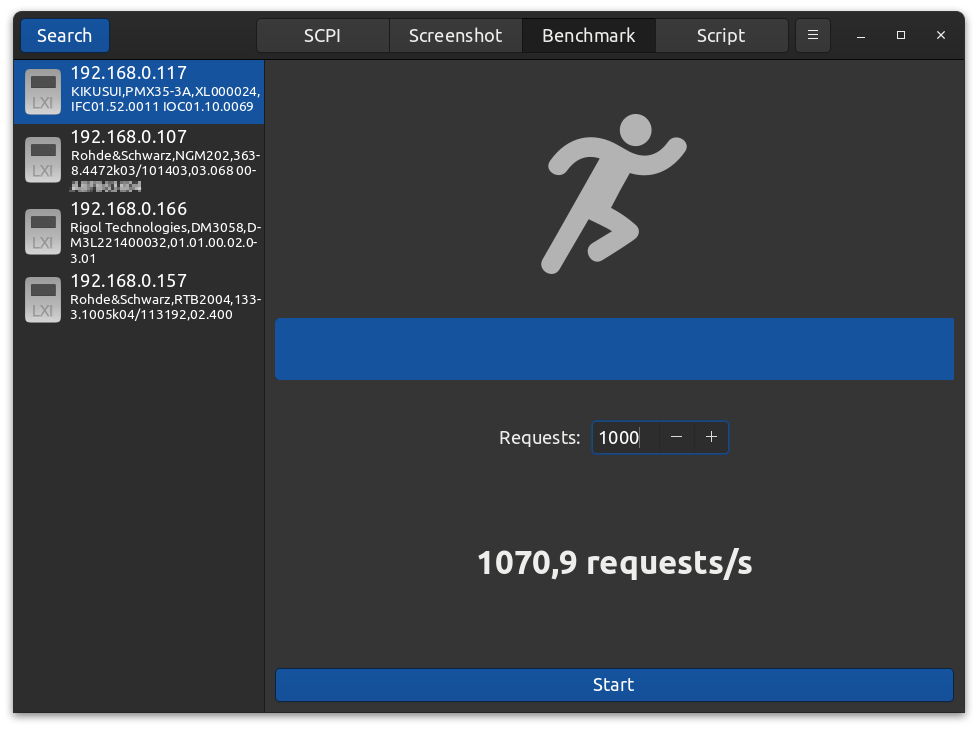 Search
SCPI
Screenshot
Benchmark
Script
192.168.0.117
KIKUSUI,PMX35-3A,XL000024,
IFC01.52.0011 IOC01.10.0069
LXI
192.168.0.107
Rohde&Schwarz,NGM202,363-
8.4472k03/101403,03.068 00-
LXI
192.168.0.166
Rigol Technologies,DM3058,D-
M3L221400032,01.01.00.02.0-
3.01
LXI
192.168.0.157
Rohde&Schwarz,RTB2004,133-
3.1005k04/113192,02.400
LXI
Requests: 1000 − +
1070,9 requests/s
Start